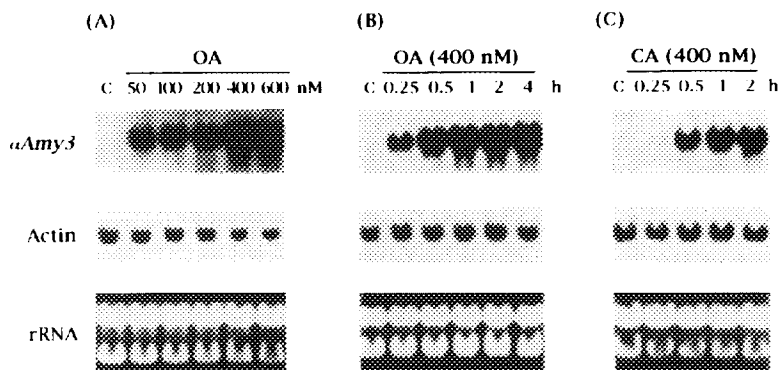 (A) (B) (C)
OA OA (400 nM) CA (400 nM)
C 50 100 200 400 600 nM C 0.25 0.5 1 2 4 h C 0.25 0.5 1 2 h
αAmy3
Actin
rRNA